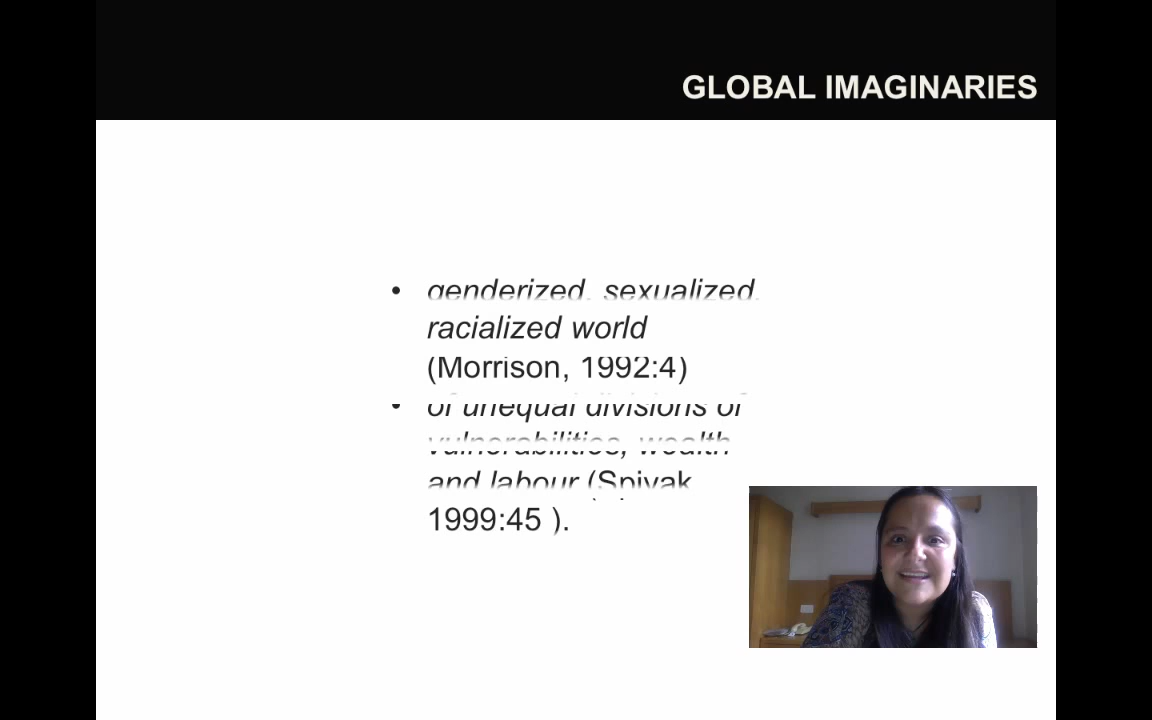 GLOBAL IMAGINARIES
• genderized, sexualized,
racialized world
(Morrison, 1992:4)
• of unequal divisions of
vulnerabilities, wealth
and labour (Spivak
1999:45 ).